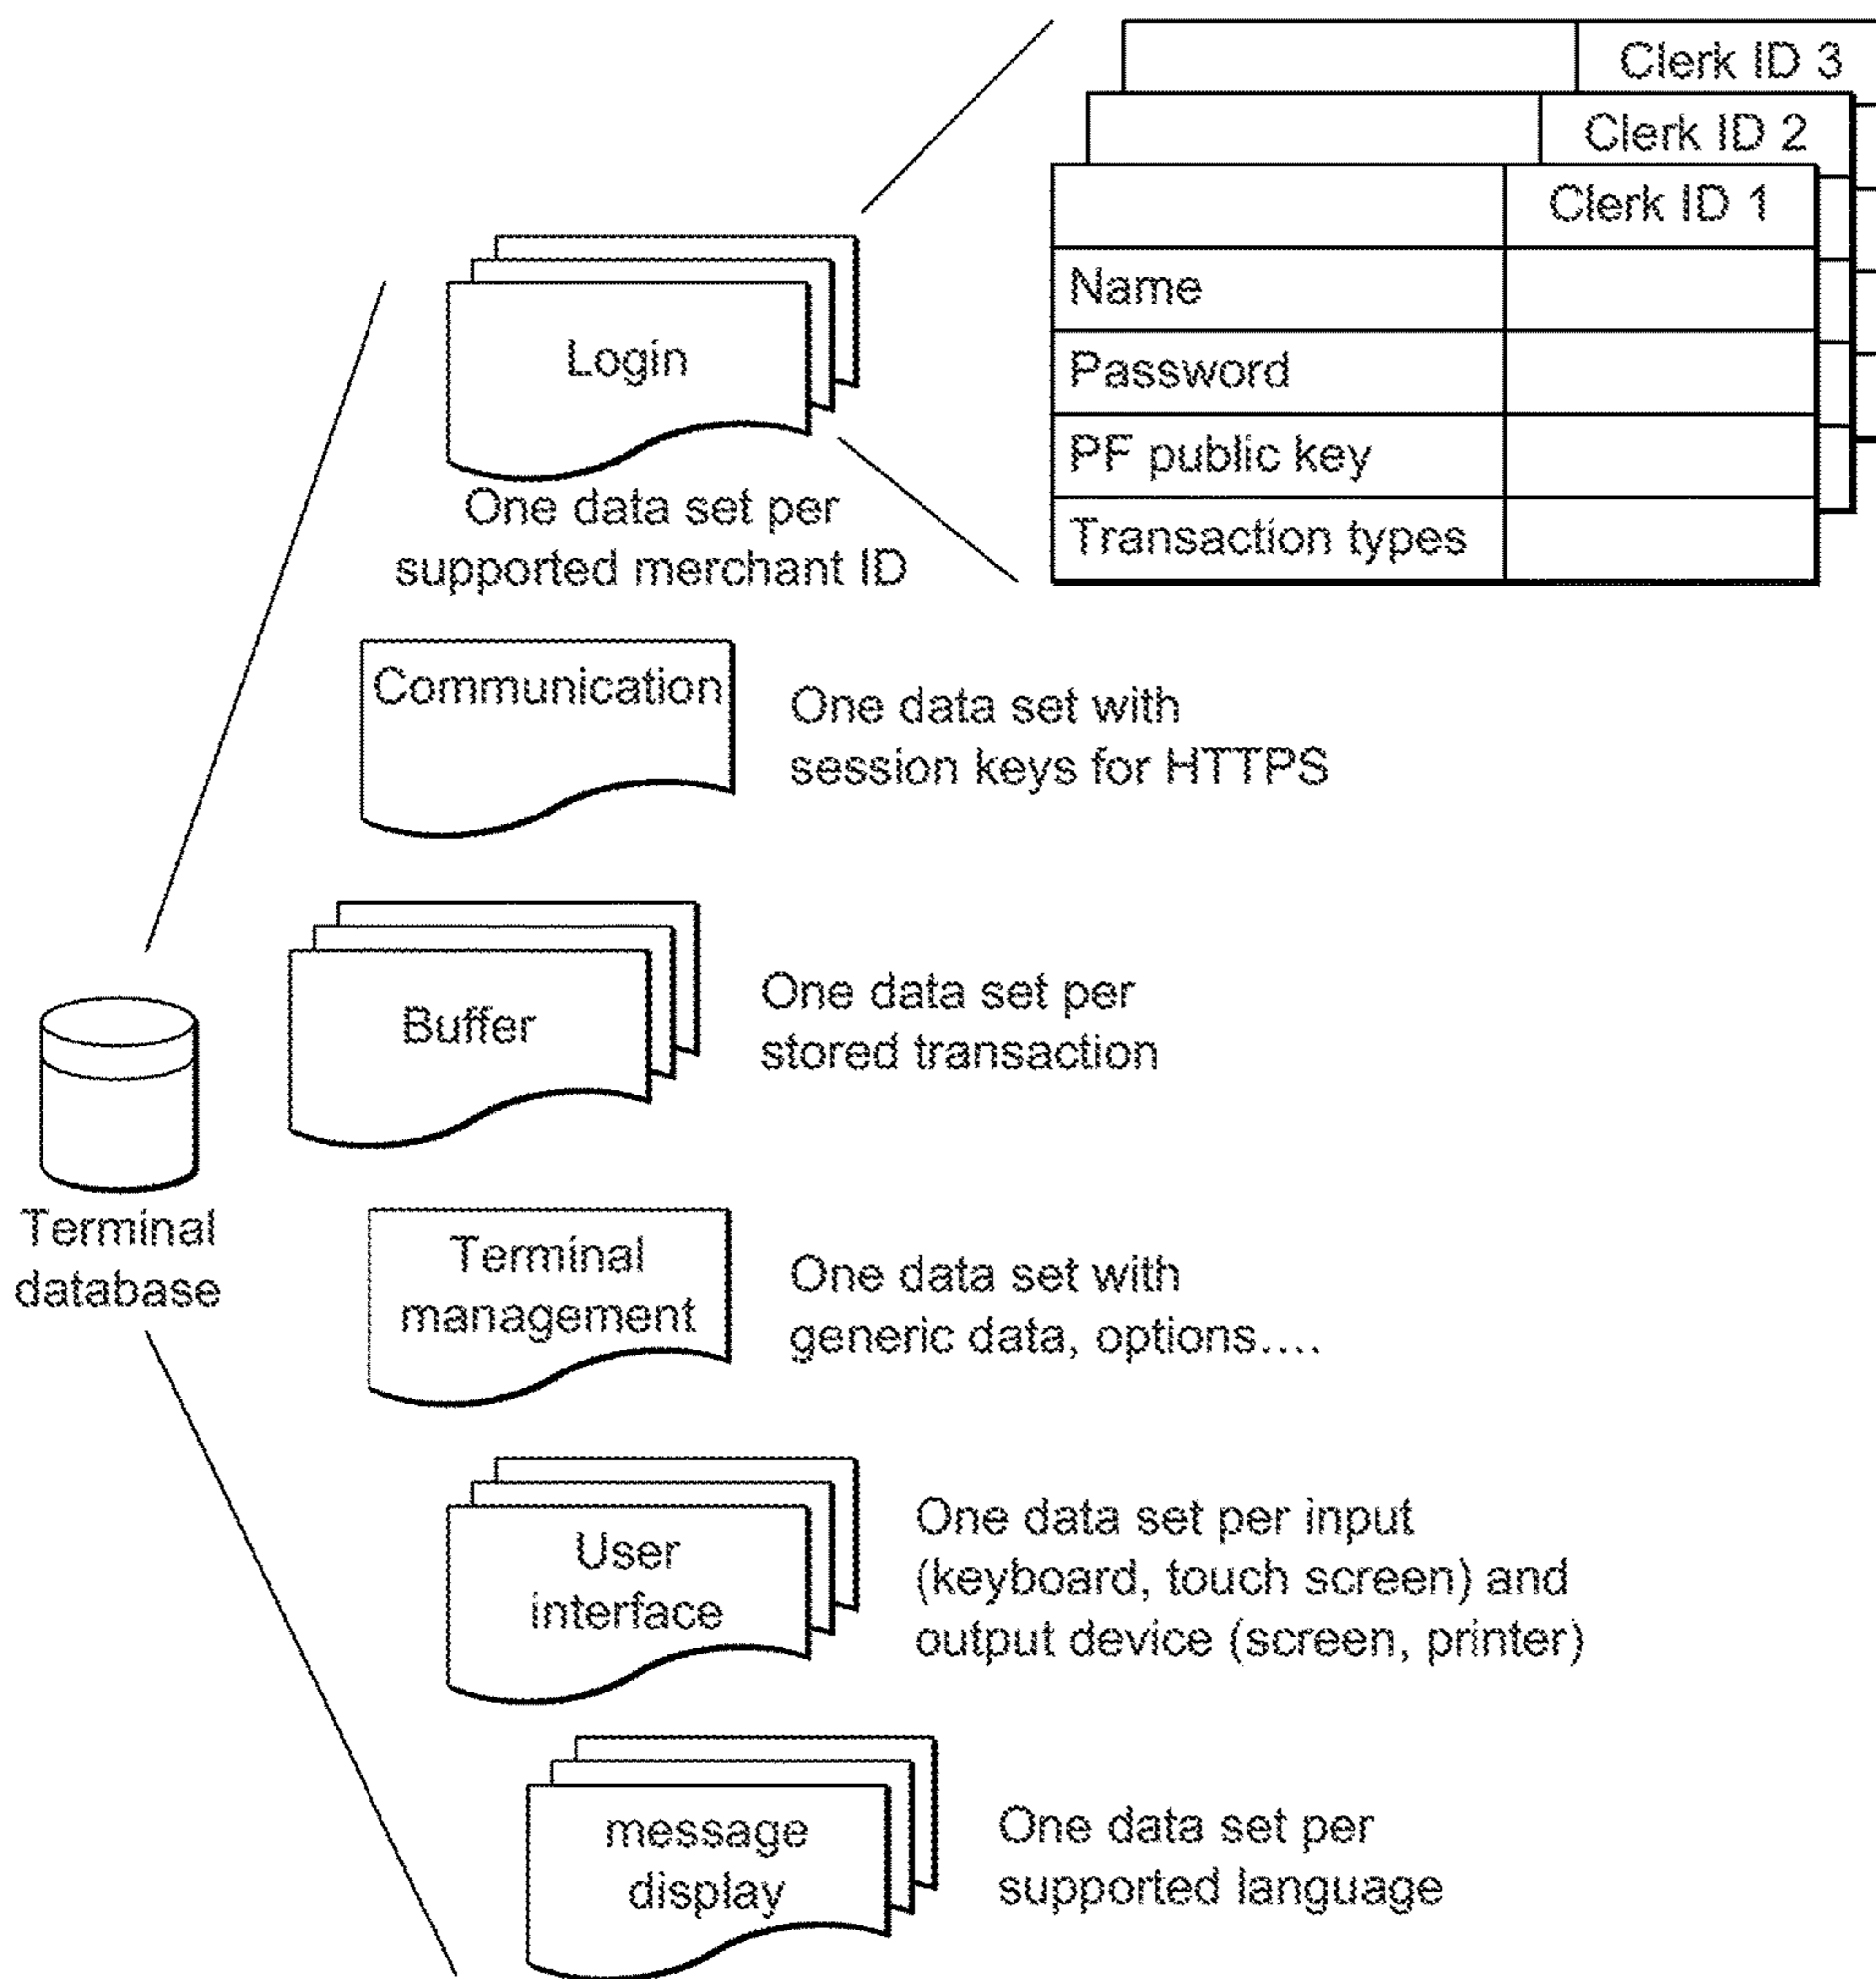 Clerk ID 3
Clerk ID 2
Clerk ID 1
Name
Password
PF public key
Transaction types
Login
One data set per
supported merchant ID
Communication
One data set with
session keys for HTTPS
Buffer
One data set per
stored transaction
Terminal
database
Terminal
management
One data set with
generic data, options....
User
interface
One data set per input
(keyboard, touch screen) and
output device (screen, printer)
message
display
One data set per
supported language